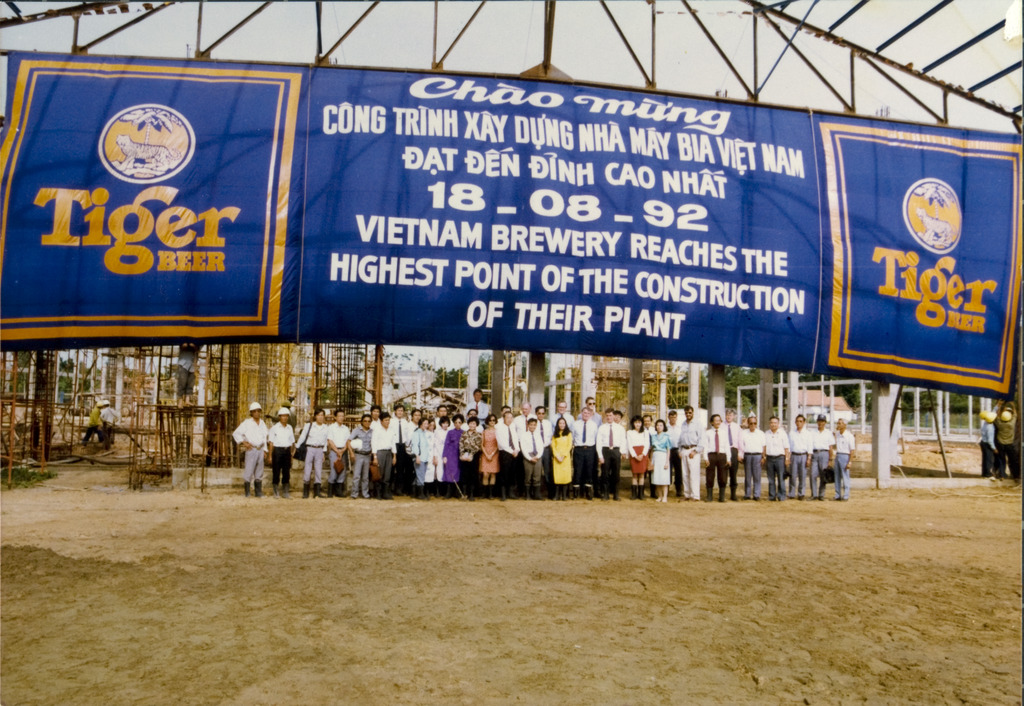 Tiger
BEER
Chào mừng
CÔNG TRÌNH XÂY DỰNG NHÀ MÁY BIA VIỆT NAM
ĐẠT ĐẾN ĐỈNH CAO NHẤT
18 - 08 - 92
VIETNAM BREWERY REACHES THE
HIGHEST POINT OF THE CONSTRUCTION
OF THEIR PLANT
Tiger
BEER